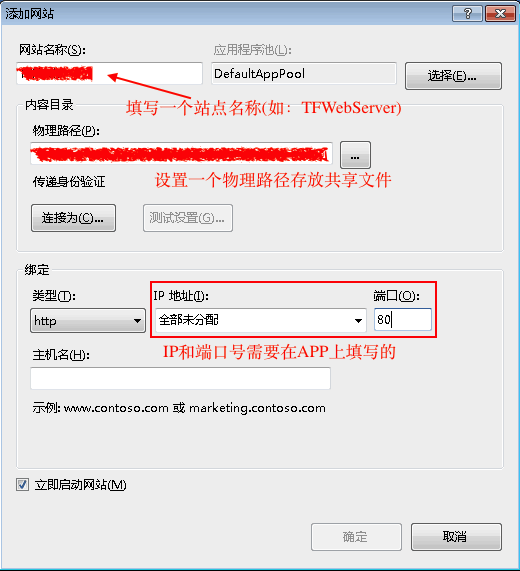 添加网站
网站名称(S):
应用程序池(L):
DefaultAppPool
选择(E)...
填写一个站点名称(如：TFWebServer)
内容目录
物理路径(P):
...
设置一个物理路径存放共享文件
传递身份验证
连接为(C)...
测试设置(G)...
绑定
类型(T):
IP 地址(I):
端口(O):
http
全部未分配
80
IP和端口号需要在APP上填写的
主机名(H):
示例: www.contoso.com 或 marketing.contoso.com
立即启动网站(M)
确定
取消